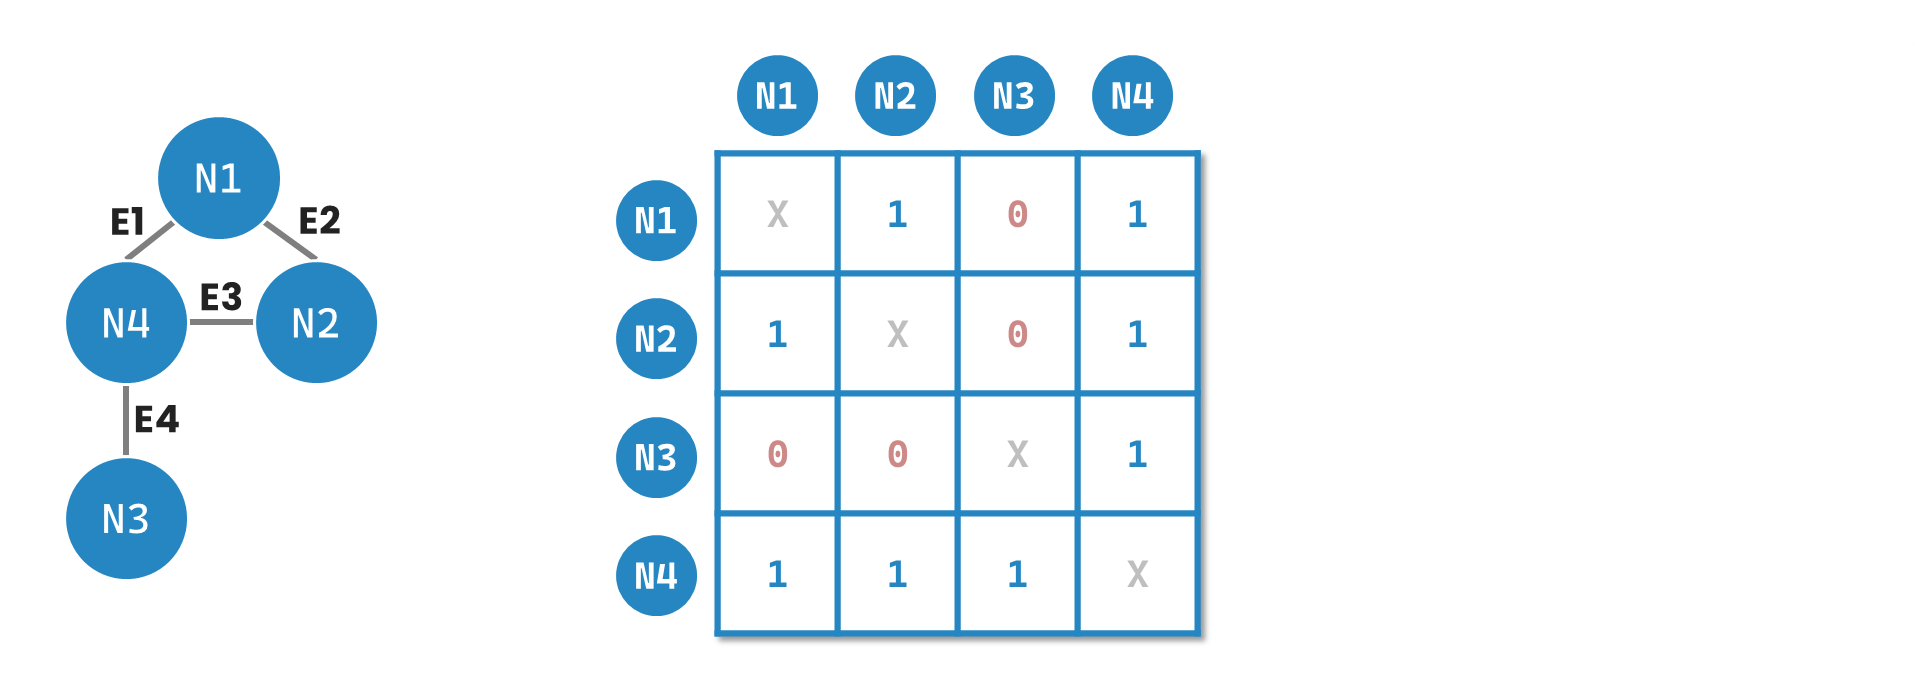 N1
E1 E2
N4 E3 N2
E4
N3
N1 N2 N3 N4
N1 X 1 0 1
N2 1 X 0 1
N3 0 0 X 1
N4 1 1 1 X